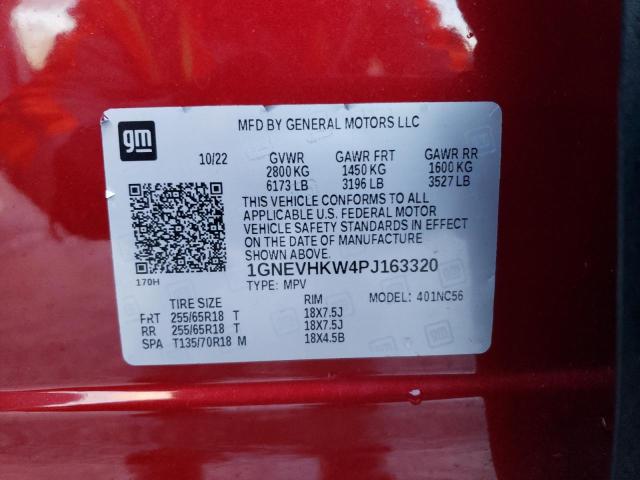 gm
MFD BY GENERAL MOTORS LLC
10/22 GVWR GAWR FRT GAWR RR
2800 KG 1450 KG 1600 KG
6173 LB 3196 LB 3527 LB
THIS VEHICLE CONFORMS TO ALL
APPLICABLE U.S. FEDERAL MOTOR
VEHICLE SAFETY STANDARDS IN EFFECT
ON THE DATE OF MANUFACTURE
SHOWN ABOVE.
1GNEVHKW4PJ163320
170H
TYPE: MPV MODEL: 401NC56
TIRE SIZE RIM
FRT 255/65R18 T 18X7.5J
RR 255/65R18 T 18X7.5J
SPA T135/70R18 M 18X4.5B